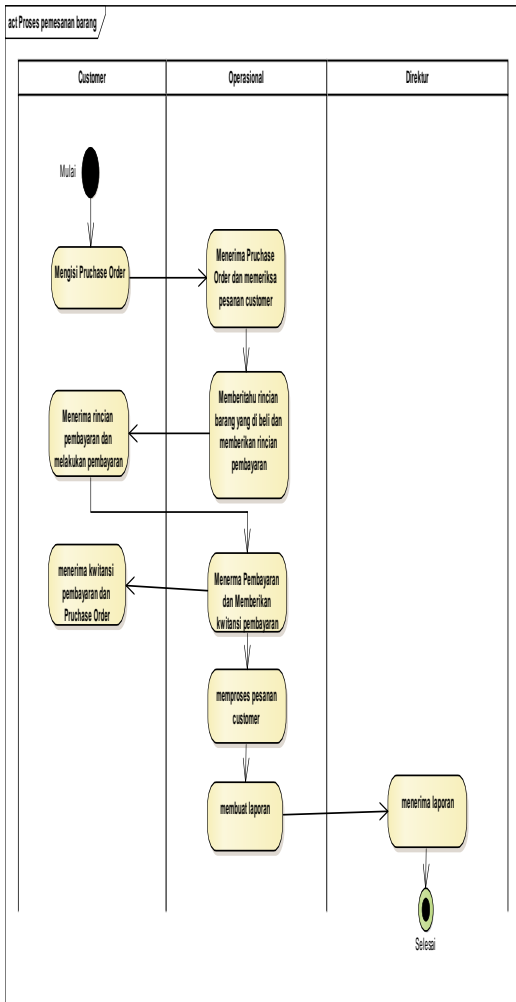 act Proses pemesanan barang
Customer
Operasional
Direktur
Mulai
Mengisi Pruchase Order
Menerima Pruchase
Order dan memeriksa
pesanan customer
Memberitahu rincian
barang yang di beli dan
memberikan rincian
pembayaran
Menerima rincian
pembayaran dan
melakukan pembayaran
Menerma Pembayaran
dan Memberikan
kwitansi pembayaran
menerima kwitansi
pembayaran dan
Pruchase Order
memproses pesanan
customer
membuat laporan
menerima laporan
Selesai